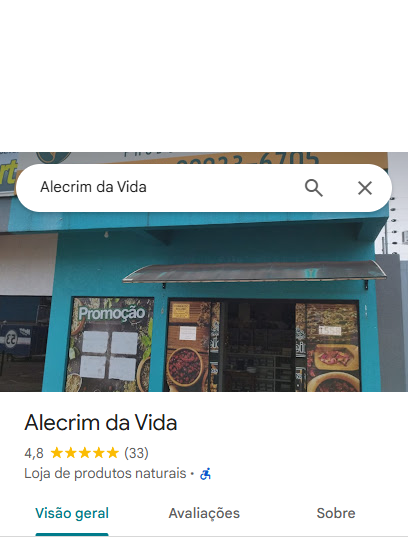 Alecrim da Vida
Promoção
Alecrim da Vida
4,8 (33)
Loja de produtos naturais ·
Visão geral
Avaliações
Sobre